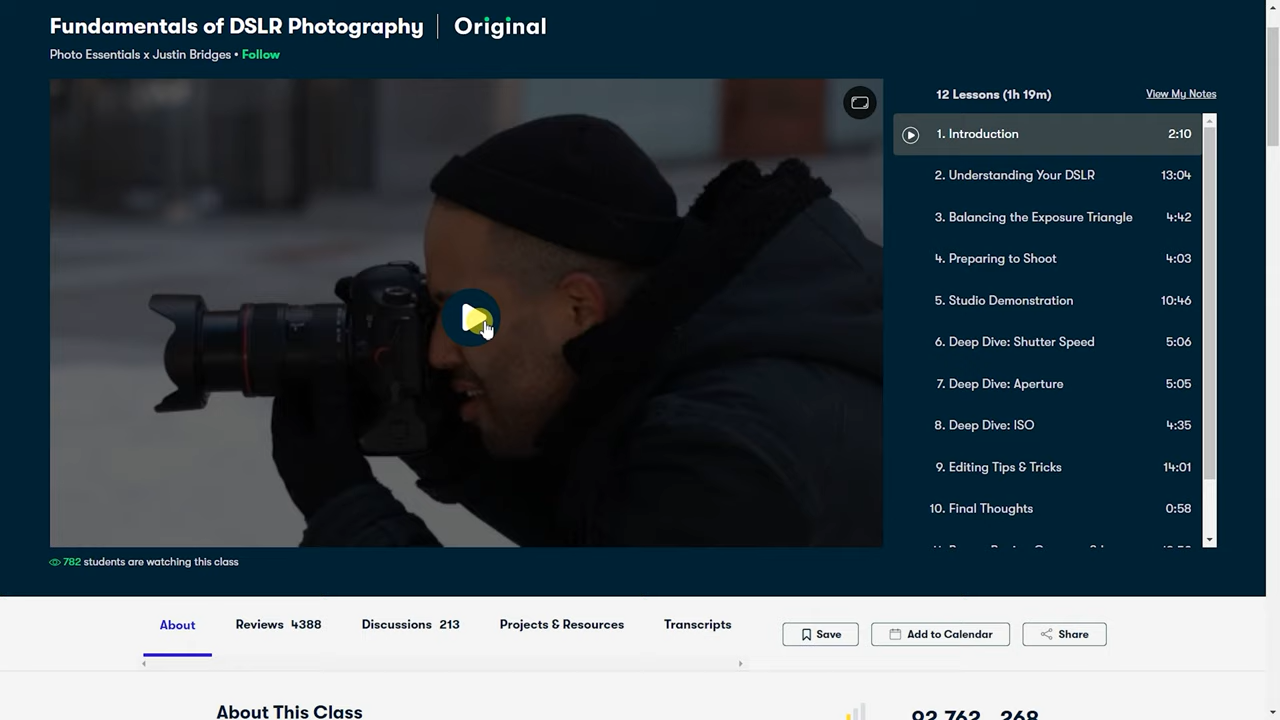 Fundamentals of DSLR Photography | Original
Photo Essentials x Justin Bridges • Follow
12 Lessons (1h 19m) View My Notes
1. Introduction 2:10
2. Understanding Your DSLR 13:04
3. Balancing the Exposure Triangle 4:42
4. Preparing to Shoot 4:03
5. Studio Demonstration 10:46
6. Deep Dive: Shutter Speed 5:06
7. Deep Dive: Aperture 5:05
8. Deep Dive: ISO 4:35
9. Editing Tips & Tricks 14:01
10. Final Thoughts 0:58
782 students are watching this class
About Reviews 4388 Discussions 213 Projects & Resources Transcripts Save Add to Calendar Share
About This Class
92,762 268